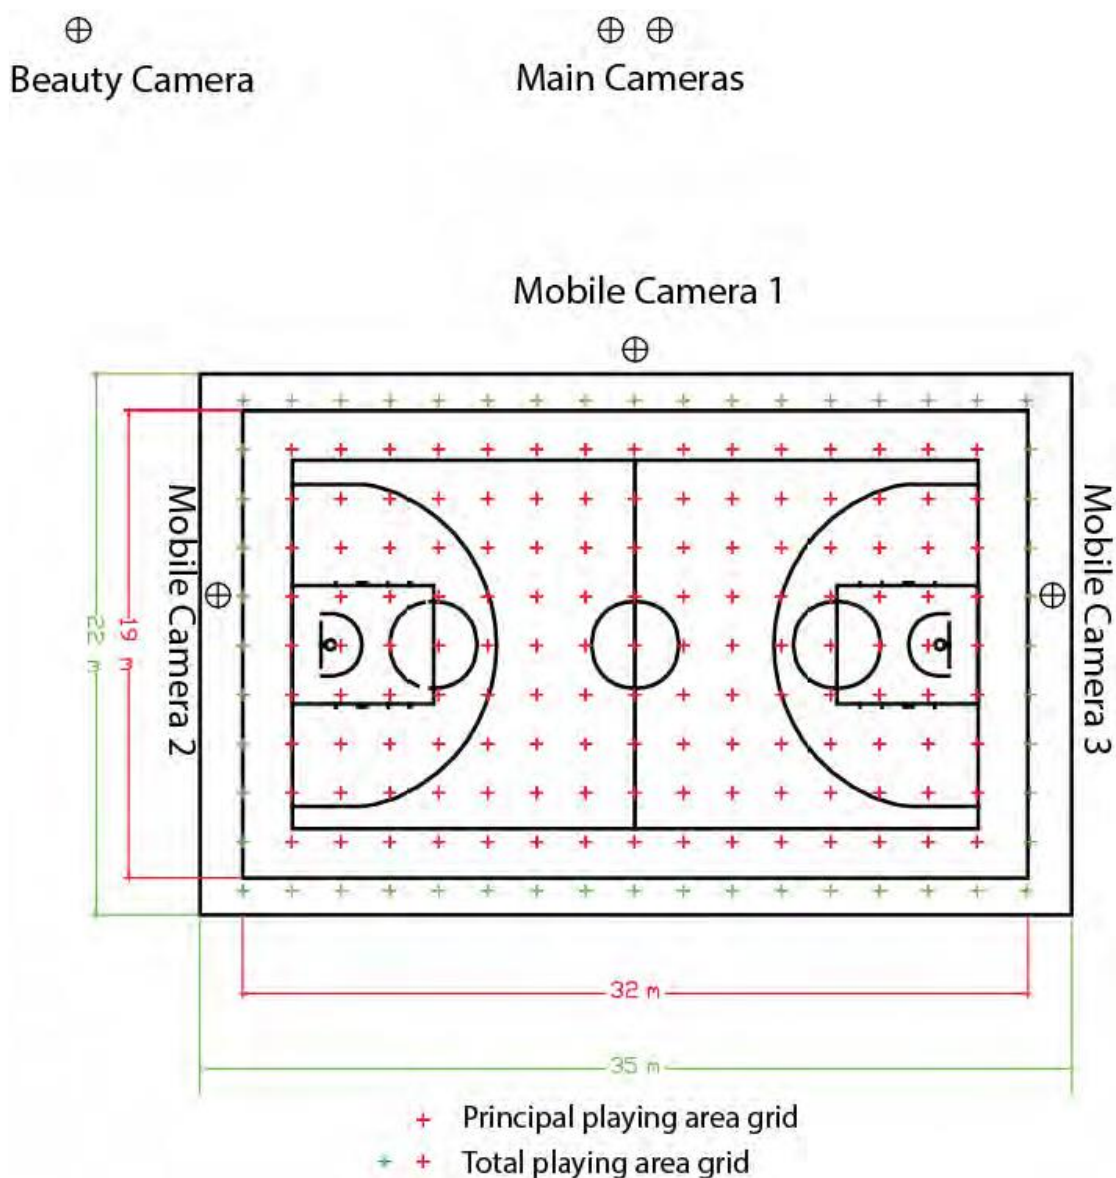 Beauty Camera
Main Cameras
Mobile Camera 1
Mobile Camera 2
Mobile Camera 3
22 m
19 m
32 m
35 m
Principal playing area grid
Total playing area grid